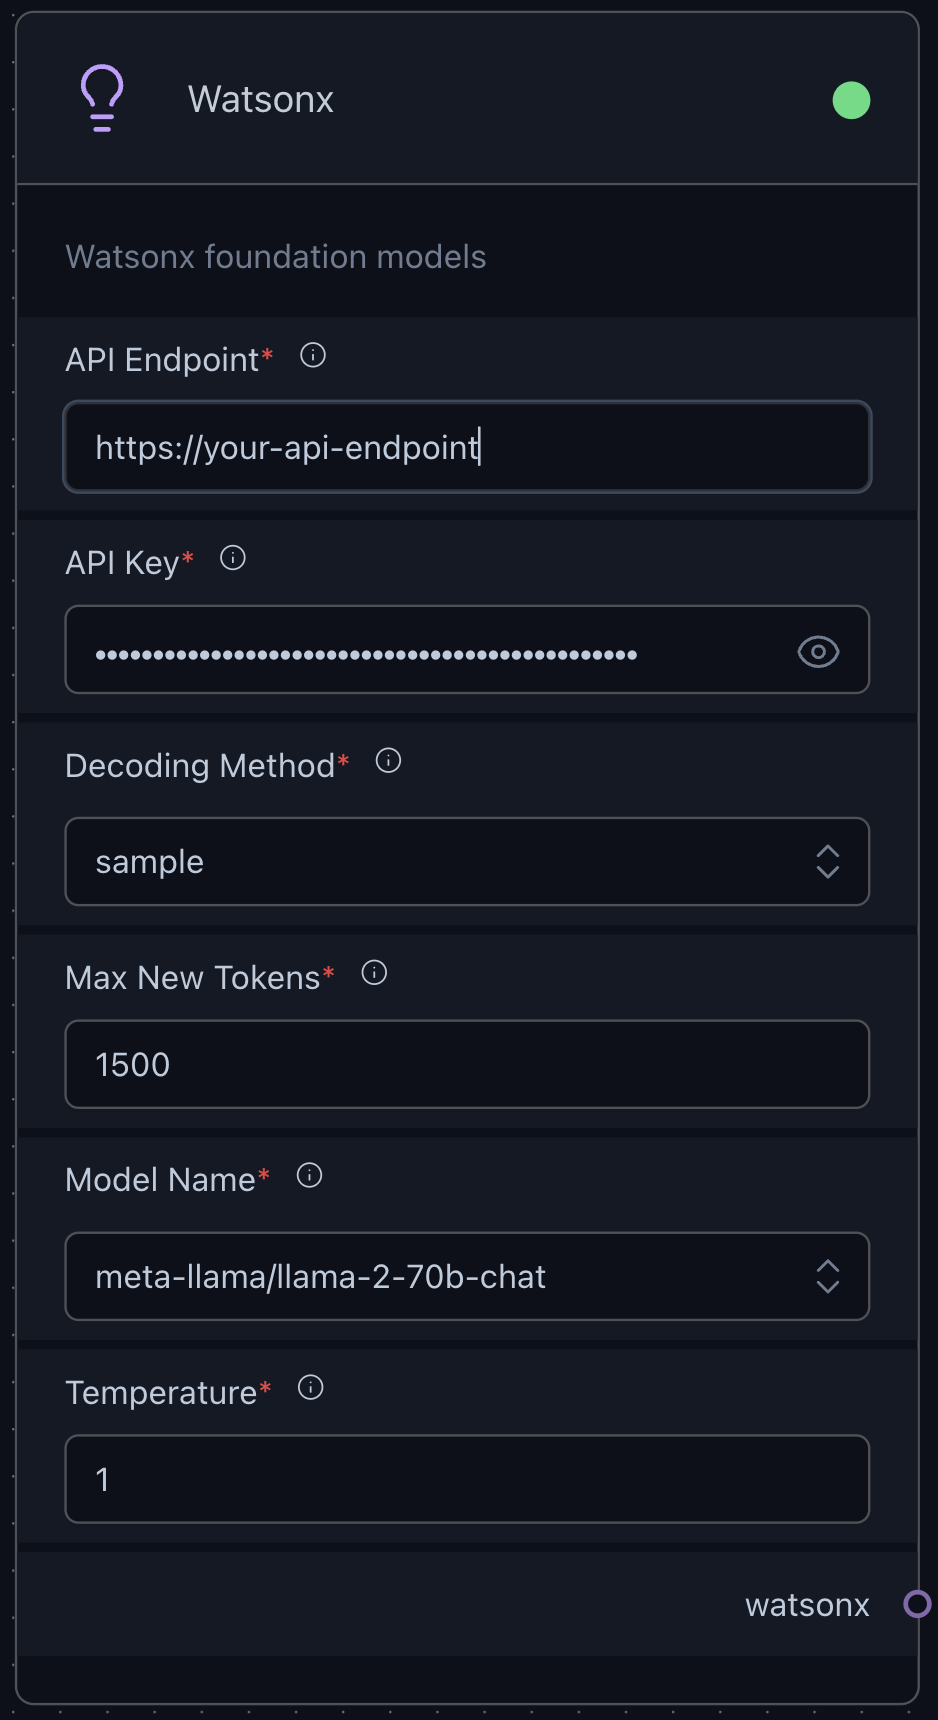 Watsonx
Watsonx foundation models
API Endpoint*
https://your-api-endpoint
API Key*
•••••••••••••••••••••••••••••••••••••••••••••••
Decoding Method*
sample
Max New Tokens*
1500
Model Name*
meta-llama/llama-2-70b-chat
Temperature*
1
watsonx